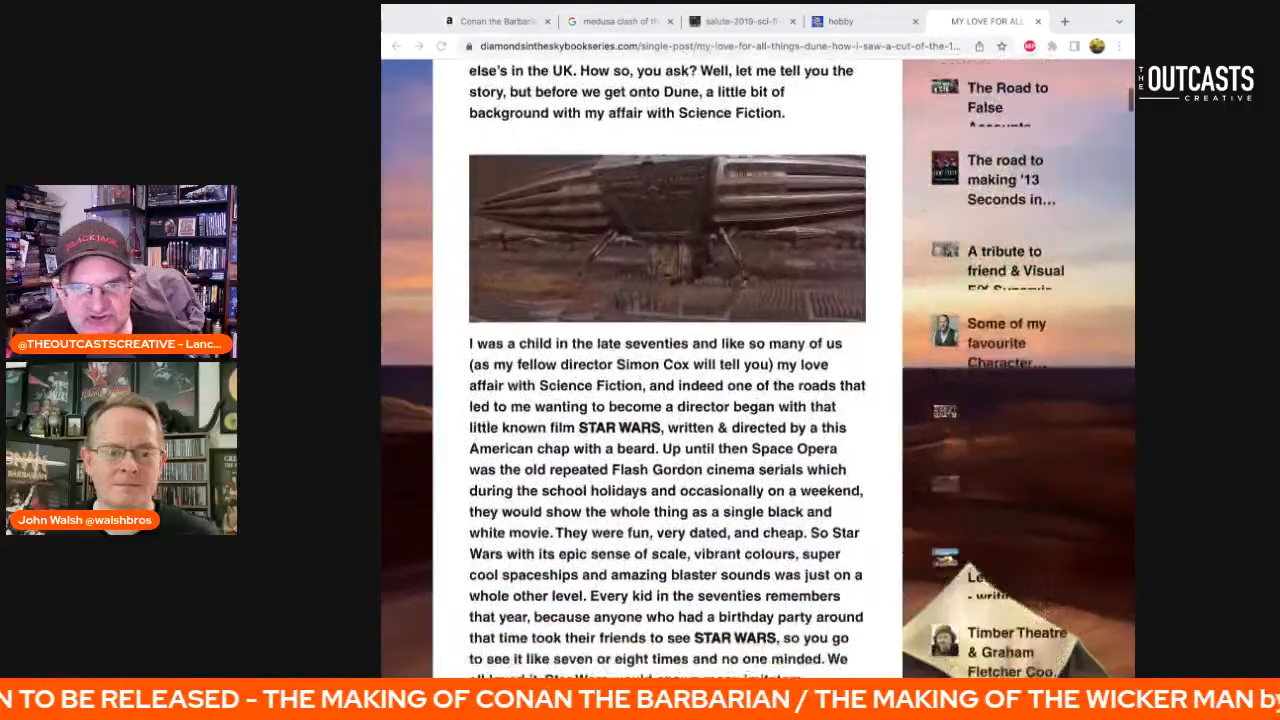 Conan the Barbaria
medusa clash of th
salute-2019-sci-fi
hobby
MY LOVE FOR ALL
diamondsintheskybookseries.com/single-post/my-love-for-all-things-dune-how-i-saw-a-cut-of-the-1...
THE OUTCASTS
CREATIVE
else's in the UK. How so, you ask? Well, let me tell you the
story, but before we get onto Dune, a little bit of
background with my affair with Science Fiction.
I was a child in the late seventies and like so many of us
(as my fellow director Simon Cox will tell you) my love
affair with Science Fiction, and indeed one of the roads that
led to me wanting to become a director began with that
little known film STAR WARS, written & directed by a this
American chap with a beard. Up until then Space Opera
was the old repeated Flash Gordon cinema serials which
during the school holidays and occasionally on a weekend,
they would show the whole thing as a single black and
white movie. They were fun, very dated, and cheap. So Star
Wars with its epic sense of scale, vibrant colours, super
cool spaceships and amazing blaster sounds was just on a
whole other level. Every kid in the seventies remembers
that year, because anyone who had a birthday party around
that time took their friends to see STAR WARS, so you go
to see it like seven or eight times and no one minded. We
The Road to
False
The road to
making '13
Seconds in...
A tribute to
friend & Visual
Some of my
favourite
Character...
Timber Theatre
& Graham
Fletcher Coo...
BLACKJACK
@THEOUTCASTSCREATIVE - Lanc...
John Walsh @walshbros
N TO BE RELEASED - THE MAKING OF CONAN THE BARBARIAN / THE MAKING OF THE WICKER MAN by